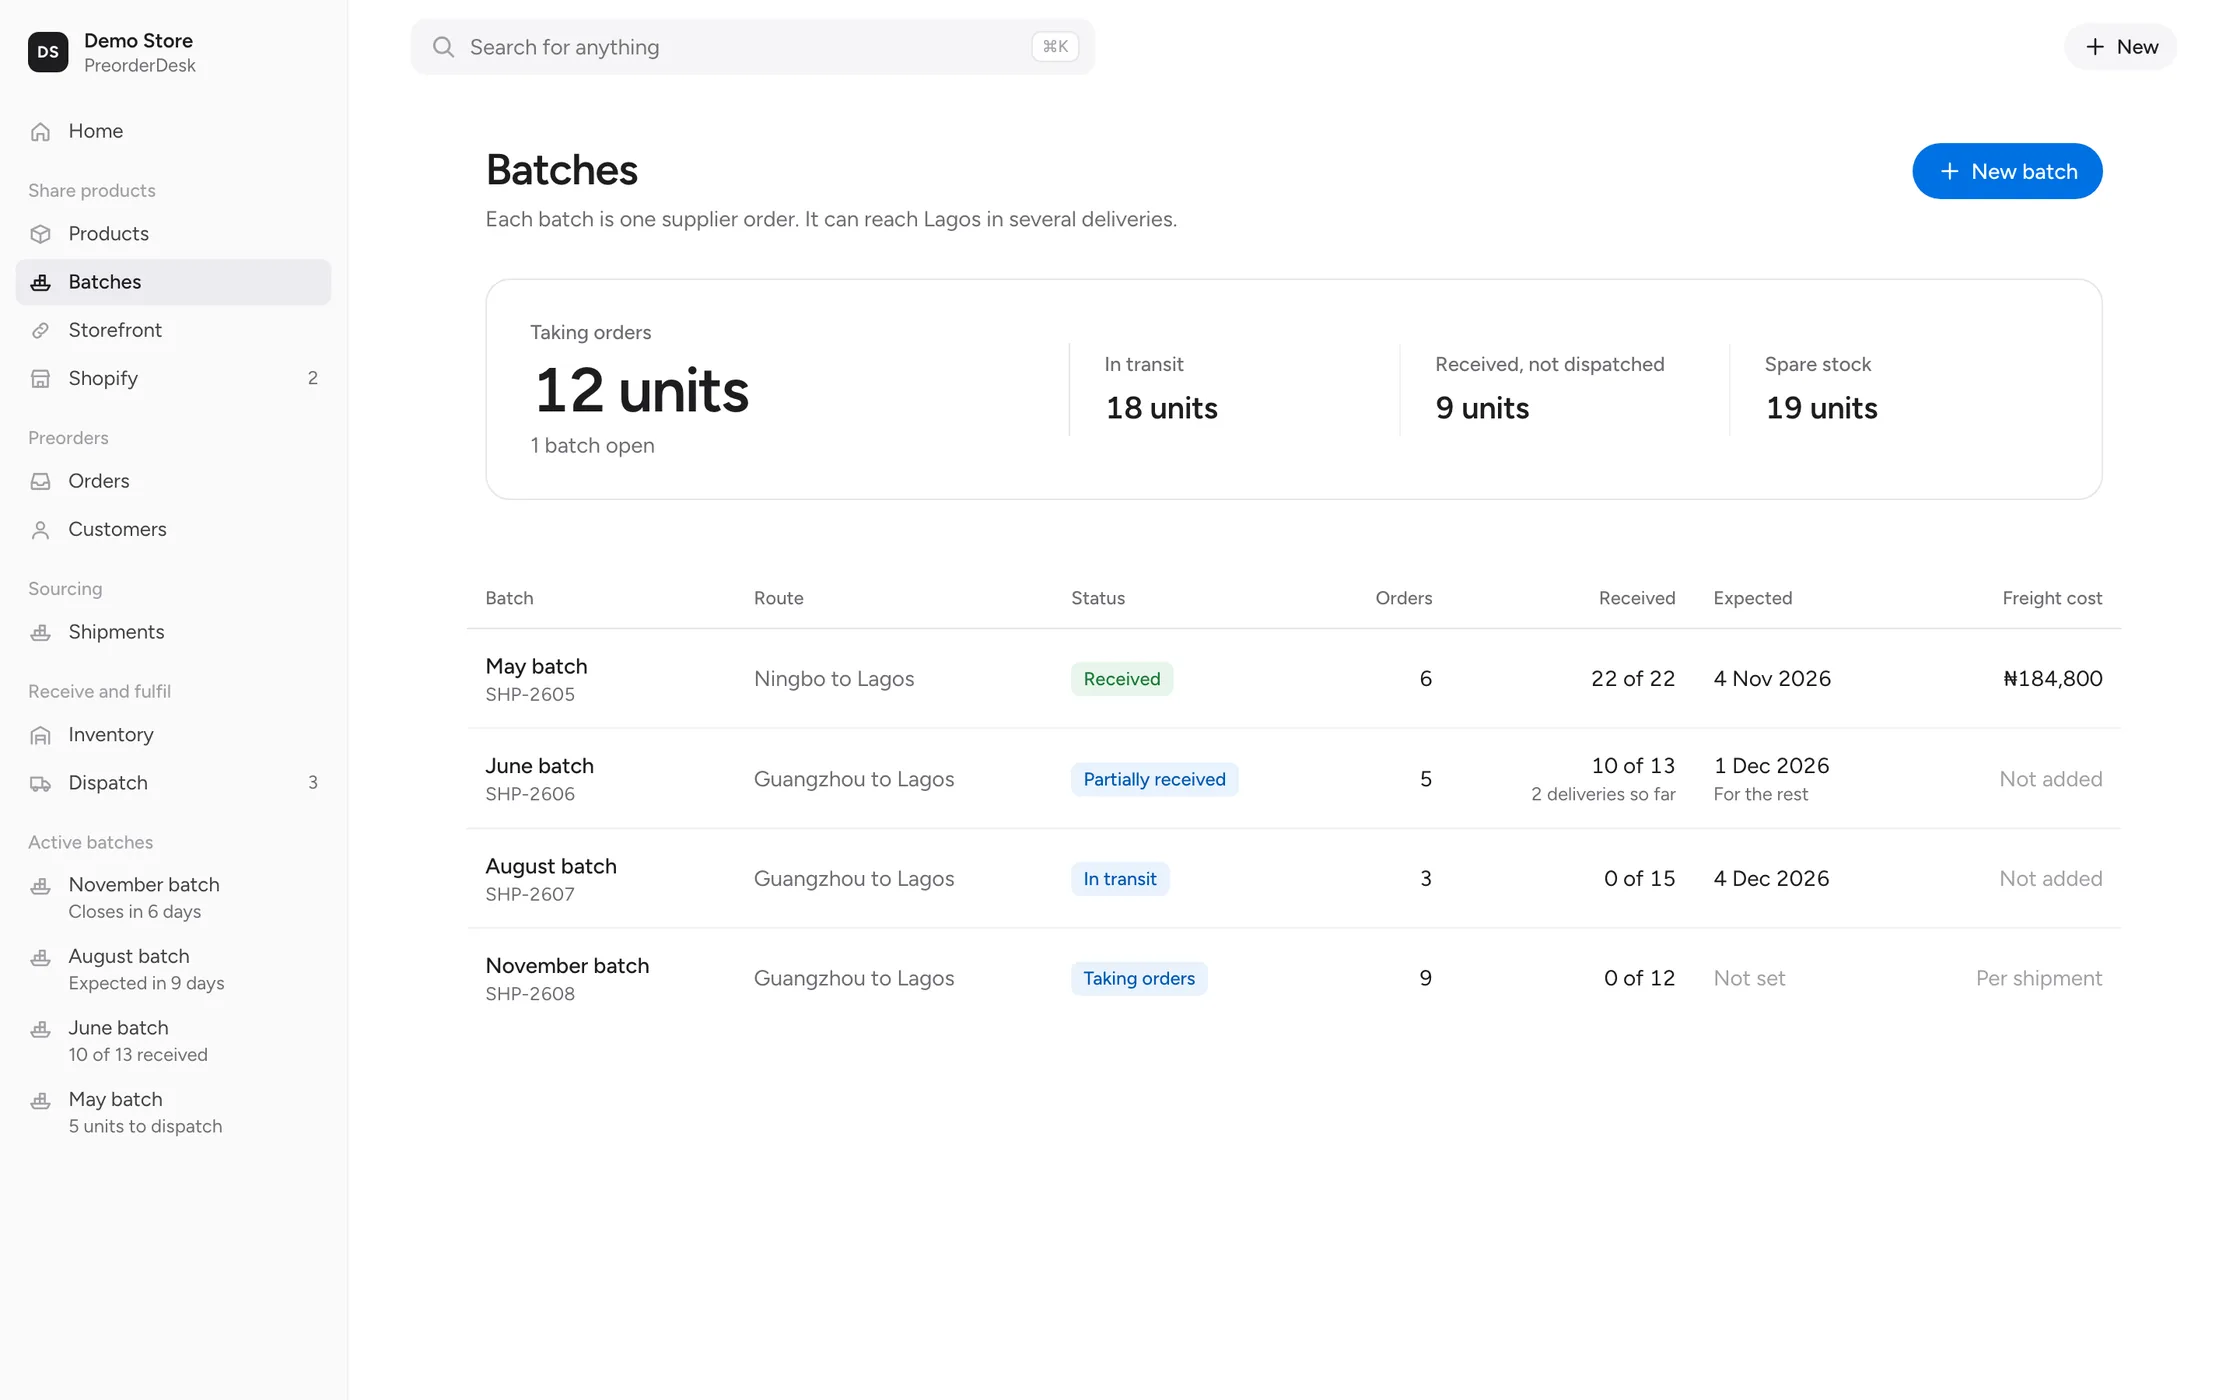 DS
Demo Store
PreorderDesk
Home
Share products
Products
Batches
Storefront
Shopify 2
Preorders
Orders
Customers
Sourcing
Shipments
Receive and fulfil
Inventory
Dispatch 3
Active batches
November batch
Closes in 6 days
August batch
Expected in 9 days
June batch
10 of 13 received
May batch
5 units to dispatch
Search for anything ⌘K
+ New
Batches
+ New batch
Each batch is one supplier order. It can reach Lagos in several deliveries.
Taking orders
12 units
1 batch open
In transit
18 units
Received, not dispatched
9 units
Spare stock
19 units
Batch Route Status Orders Received Expected Freight cost
May batch
SHP-2605
Ningbo to Lagos Received 6 22 of 22 4 Nov 2026 ₦184,800
June batch
SHP-2606
Guangzhou to Lagos Partially received 5
10 of 13
2 deliveries so far
1 Dec 2026
For the rest
Not added
August batch
SHP-2607
Guangzhou to Lagos In transit 3 0 of 15 4 Dec 2026 Not added
November batch
SHP-2608
Guangzhou to Lagos Taking orders 9 0 of 12 Not set Per shipment